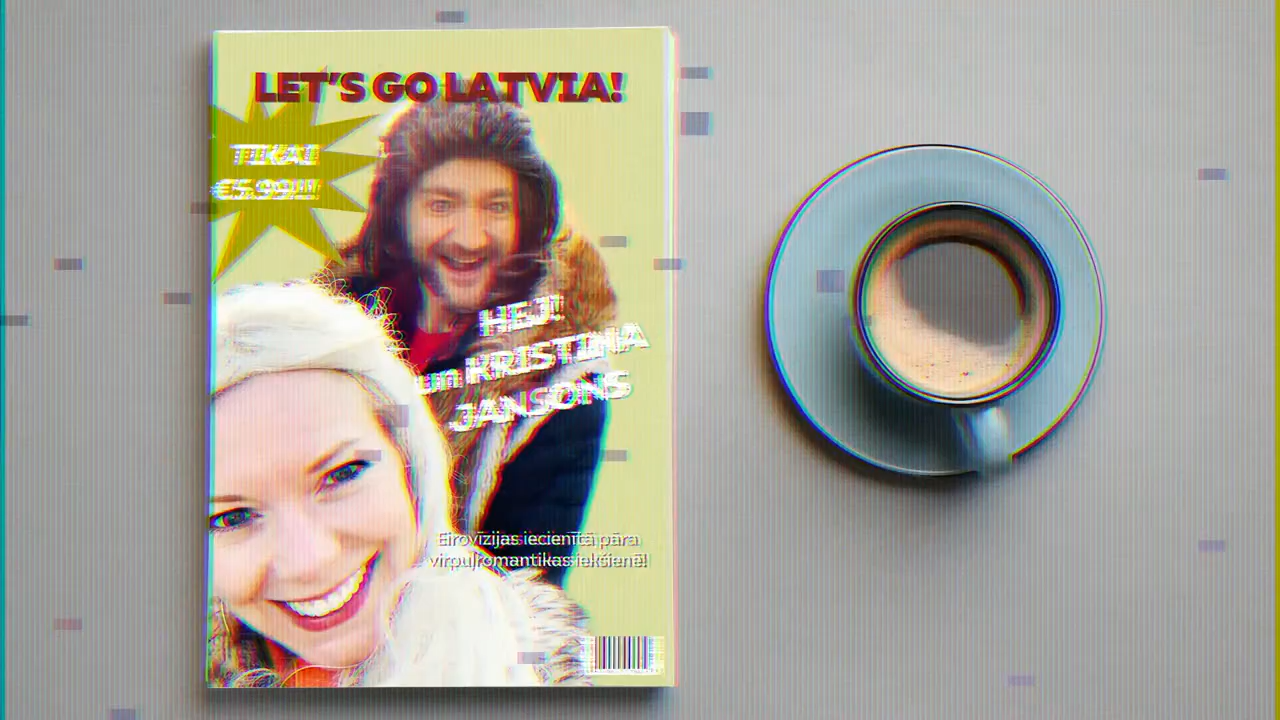 LET'S GO LATVIA!
TIKAI
€5.99!!!
HEJ!
un KRISTINA
JANSONS
Eirovīzijas iecienītā pāra
virpuļromantikas iekšienē!